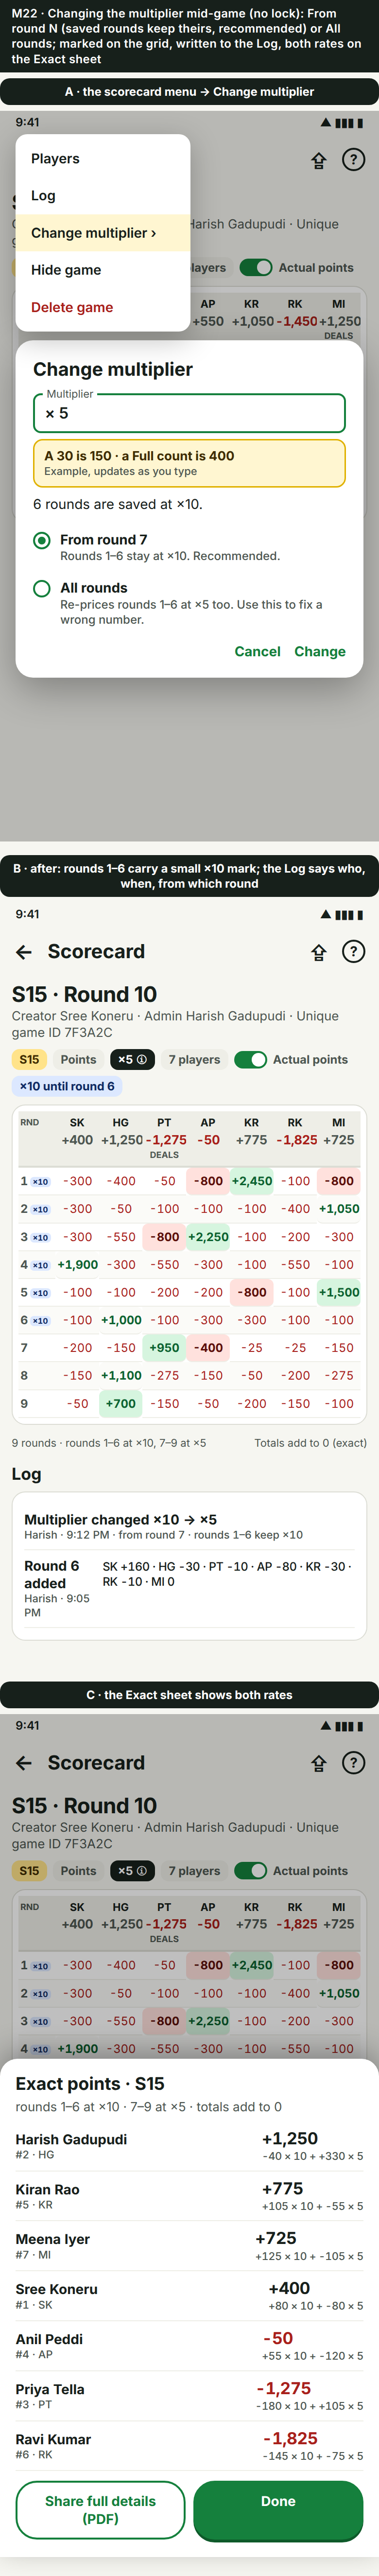 M22 · Changing the multiplier mid-game (no lock): From
round N (saved rounds keep theirs, recommended) or All
rounds; marked on the grid, written to the Log, both rates on
the Exact sheet
A · the scorecard menu → Change multiplier
9:41
Players
Log
Change multiplier ›
Hide game
Delete game
?
Harish Gadupudi · Unique
Actual points
AP KR RK MI
+550 +1,050 -1,450 +1,250
DEALS
Change multiplier
Multiplier
× 5
A 30 is 150 · a Full count is 400
Example, updates as you type
6 rounds are saved at ×10.
From round 7
Rounds 1–6 stay at ×10. Recommended.
All rounds
Re-prices rounds 1–6 at ×5 too. Use this to fix a
wrong number.
Cancel Change
B · after: rounds 1–6 carry a small ×10 mark; the Log says who,
when, from which round
9:41
← Scorecard ?
S15 · Round 10
Creator Sree Koneru · Admin Harish Gadupudi · Unique
game ID 7F3A2C
S15 Points ×5 ⓘ 7 players Actual points
×10 until round 6
RND SK HG PT AP KR RK MI
+400 +1,250 -1,275 -50 +775 -1,825 +725
DEALS
1 ×10 -300 -400 -50 -800 +2,450 -100 -800
2 ×10 -300 -50 -100 -100 -100 -400 +1,050
3 ×10 -300 -550 -800 +2,250 -100 -200 -300
4 ×10 +1,900 -300 -550 -300 -100 -550 -100
5 ×10 -100 -100 -200 -200 -800 -100 +1,500
6 ×10 -100 +1,000 -100 -300 -300 -100 -100
7 -200 -150 +950 -400 -25 -25 -150
8 -150 +1,100 -275 -150 -50 -200 -275
9 -50 +700 -150 -50 -200 -150 -100
9 rounds · rounds 1–6 at ×10, 7–9 at ×5 Totals add to 0 (exact)
Log
Multiplier changed ×10 → ×5
Harish · 9:12 PM · from round 7 · rounds 1–6 keep ×10
Round 6
added
Harish · 9:05
PM
SK +160 · HG -30 · PT -10 · AP -80 · KR -30 ·
RK -10 · MI 0
C · the Exact sheet shows both rates
9:41
← Scorecard ?
S15 · Round 10
Creator Sree Koneru · Admin Harish Gadupudi · Unique
game ID 7F3A2C
S15 Points ×5 ⓘ 7 players Actual points
RND SK HG PT AP KR RK MI
+400 +1,250 -1,275 -50 +775 -1,825 +725
DEALS
1 ×10 -300 -400 -50 -800 +2,450 -100 -800
2 ×10 -300 -50 -100 -100 -100 -400 +1,050
3 ×10 -300 -550 -800 +2,250 -100 -200 -300
4 ×10 +1,900 -300 -550 -300 -100 -550 -100
Exact points · S15
rounds 1–6 at ×10 · 7–9 at ×5 · totals add to 0
Harish Gadupudi +1,250
#2 · HG -40 × 10 + +330 × 5
Kiran Rao +775
#5 · KR +105 × 10 + -55 × 5
Meena Iyer +725
#7 · MI +125 × 10 + -105 × 5
Sree Koneru +400
#1 · SK +80 × 10 + -80 × 5
Anil Peddi -50
#4 · AP +55 × 10 + -120 × 5
Priya Tella -1,275
#3 · PT -180 × 10 + +105 × 5
Ravi Kumar -1,825
#6 · RK -145 × 10 + -75 × 5
Share full details
(PDF)
Done